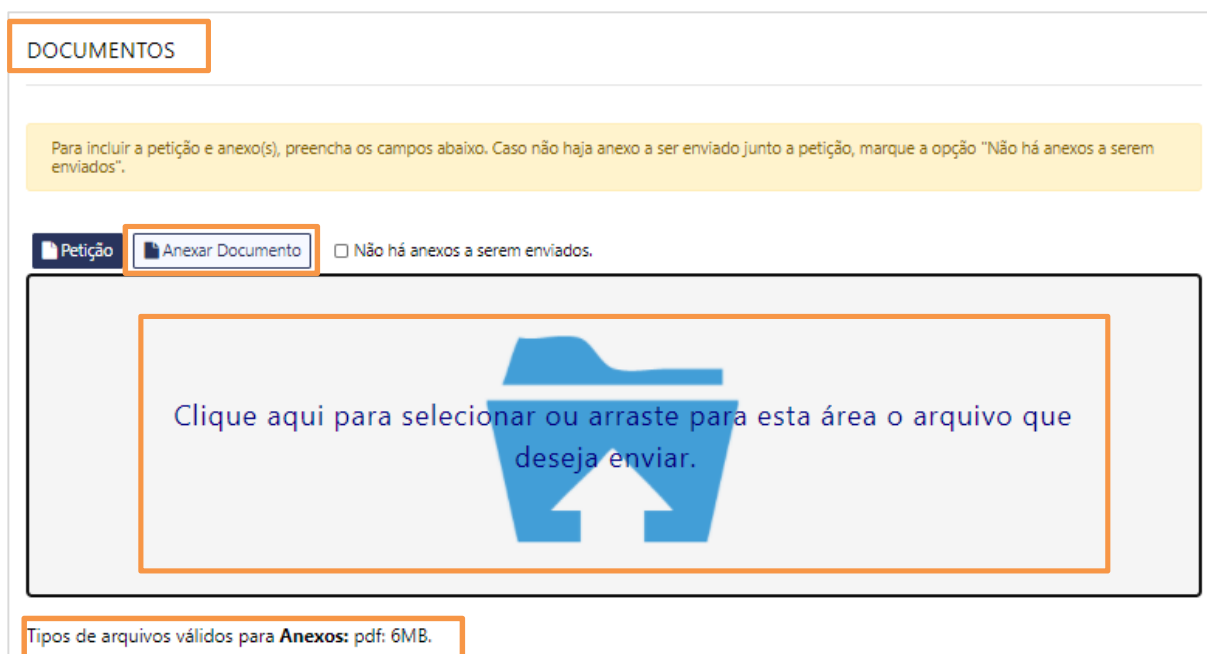 DOCUMENTOS
Para incluir a petição e anexo(s), preencha os campos abaixo. Caso não haja anexo a ser enviado junto a petição, marque a opção "Não há anexos a serem
enviados".
Petição Anexar Documento Não há anexos a serem enviados.
Clique aqui para selecionar ou arraste para esta área o arquivo que
deseja enviar.
Tipos de arquivos válidos para Anexos: pdf: 6MB.